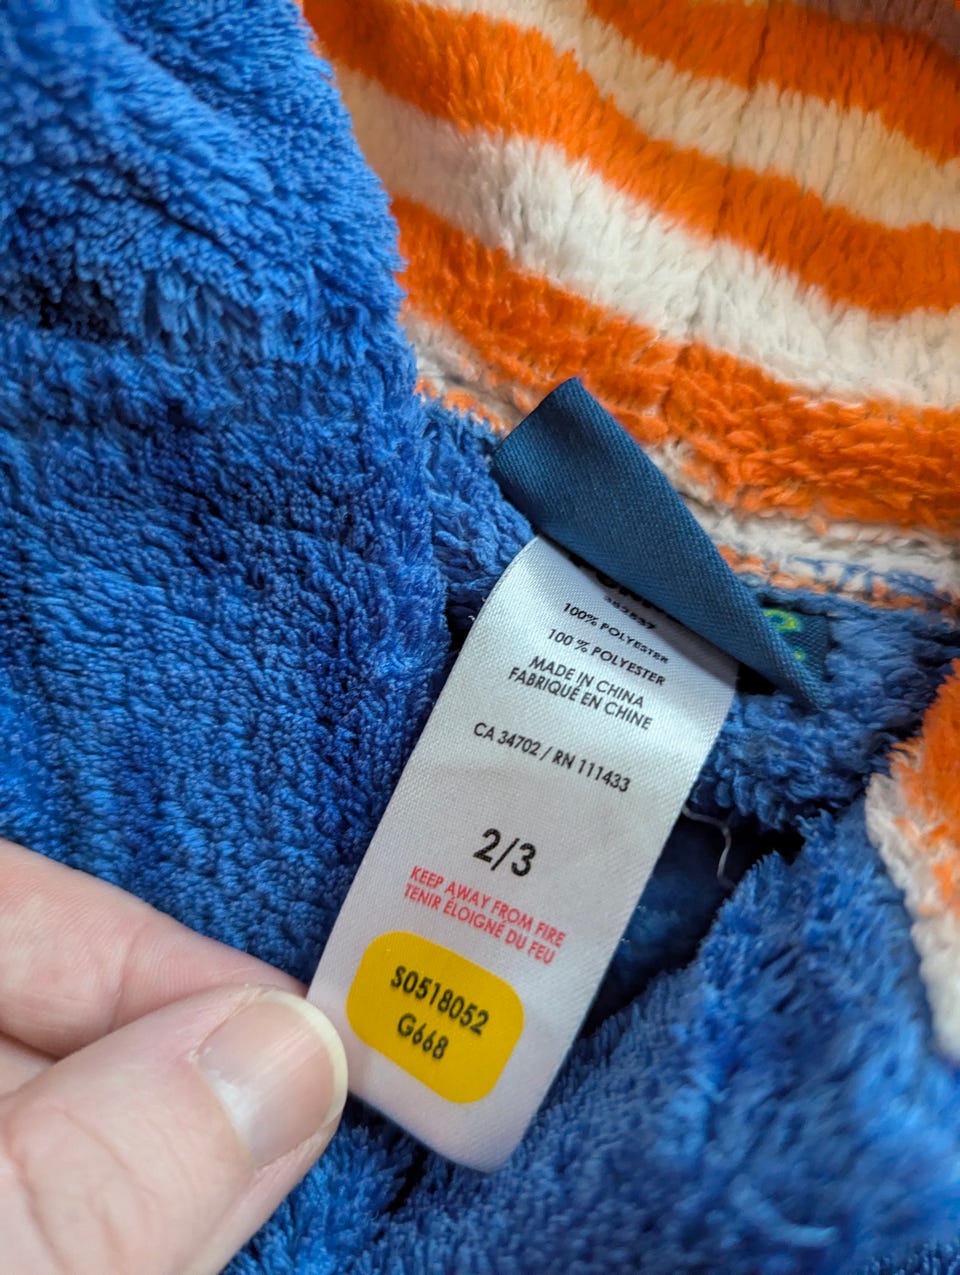 100% POLYESTER
100 % POLYESTER
MADE IN CHINA
FABRIQUÉ EN CHINE
CA 34702 / RN 111433
2/3
KEEP AWAY FROM FIRE
TENIR ÉLOIGNÉ DU FEU
S0518052
G668